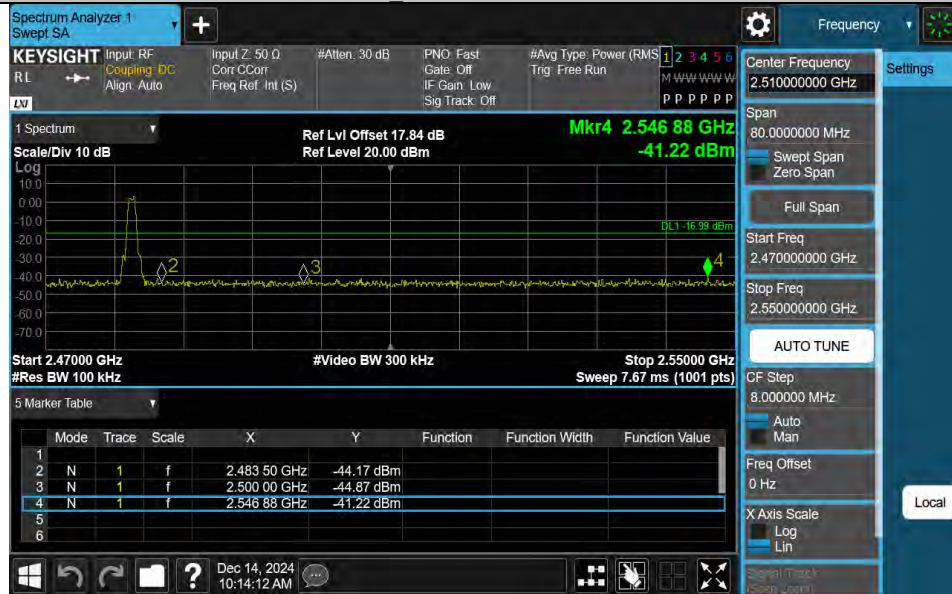 Spectrum Analyzer 1
Swept SA
+
Frequency
KEYSIGHT
Input: RF
Coupling: DC
Align: Auto
Input Z: 50 Ω
Corr CCorr
Freq Ref: Int (S)
#Atten: 30 dB
PNO: Fast
Gate: Off
IF Gain: Low
Sig Track: Off
#Avg Type: Power (RMS
Trig: Free Run
1 2 3 4 5 6
M W W W W W
P P P P P P
RL
LXI
1 Spectrum
Scale/Div 10 dB
Ref Lvl Offset 17.84 dB
Ref Level 20.00 dBm
Mkr4 2.546 88 GHz
-41.22 dBm
Log
10.0
0.00
-10.0
-20.0
-30.0
-40.0
-50.0
-60.0
-70.0
DL1 -16.99 dBm
2
3
4
Start 2.47000 GHz
#Res BW 100 kHz
#Video BW 300 kHz
Stop 2.55000 GHz
Sweep 7.67 ms (1001 pts)
5 Marker Table
Mode Trace Scale X Y Function Function Width Function Value
1
2 N 1 f 2.483 50 GHz -44.17 dBm
3 N 1 f 2.500 00 GHz -44.87 dBm
4 N 1 f 2.546 88 GHz -41.22 dBm
5
6
?
Dec 14, 2024
10:14:12 AM
Center Frequency
2.510000000 GHz
Settings
Span
80.0000000 MHz
Swept Span
Zero Span
Full Span
Start Freq
2.470000000 GHz
Stop Freq
2.550000000 GHz
AUTO TUNE
CF Step
8.000000 MHz
Auto
Man
Freq Offset
0 Hz
Local
X Axis Scale
Log
Lin
Signal Track
(Span Zoom)